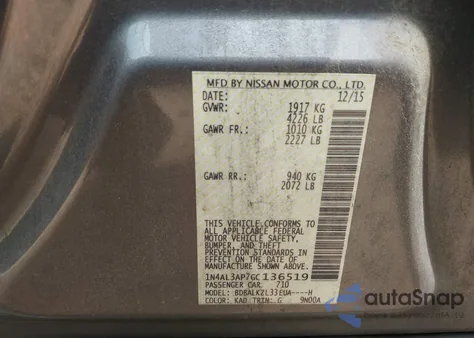 MFD BY NISSAN MOTOR CO., LTD.
DATE: 12/15
GVWR: 1917 KG
4226 LB
GAWR FR.: 1010 KG
2227 LB
GAWR RR.: 940 KG
2072 LB
THIS VEHICLE CONFORMS TO
ALL APPLICABLE FEDERAL
MOTOR VEHICLE SAFETY,
BUMPER, AND THEFT
PREVENTION STANDARDS
IN EFFECT ON THE DATE OF
MANUFACTURE SHOWN ABOVE.
1N4AL3AP7GC136519
PASSENGER CAR 710
MODEL: BDBALKZL33EUA----H
COLOR: KAD TRIM: G 9N00A
autoSnap